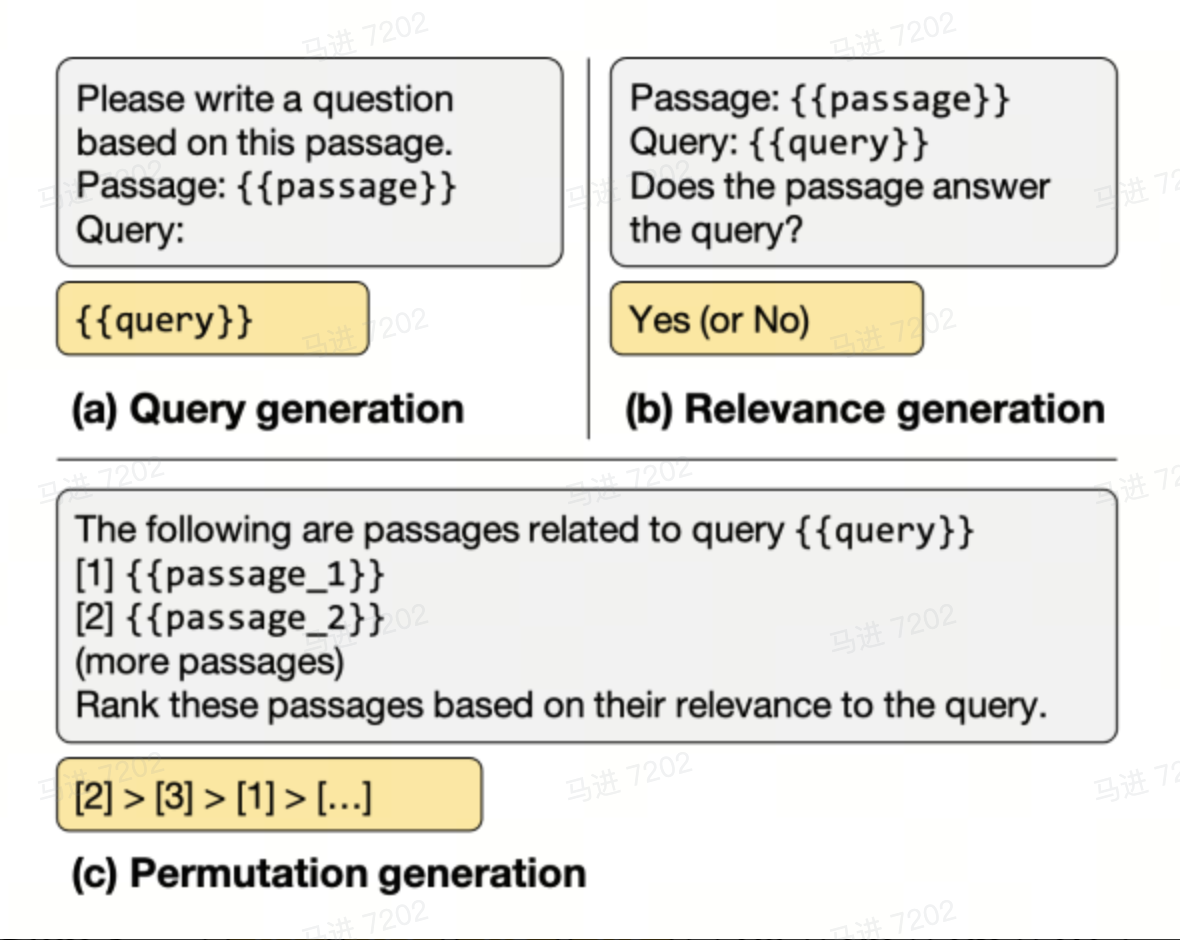 Please write a question
based on this passage.
Passage: {{passage}}
Query:
{{query}}
(a) Query generation
Passage: {{passage}}
Query: {{query}}
Does the passage answer
the query?
Yes (or No)
(b) Relevance generation
The following are passages related to query {{query}}
[1] {{passage_1}}
[2] {{passage_2}}
(more passages)
Rank these passages based on their relevance to the query.
[2] > [3] > [1] > [...]
(c) Permutation generation
马进 7202